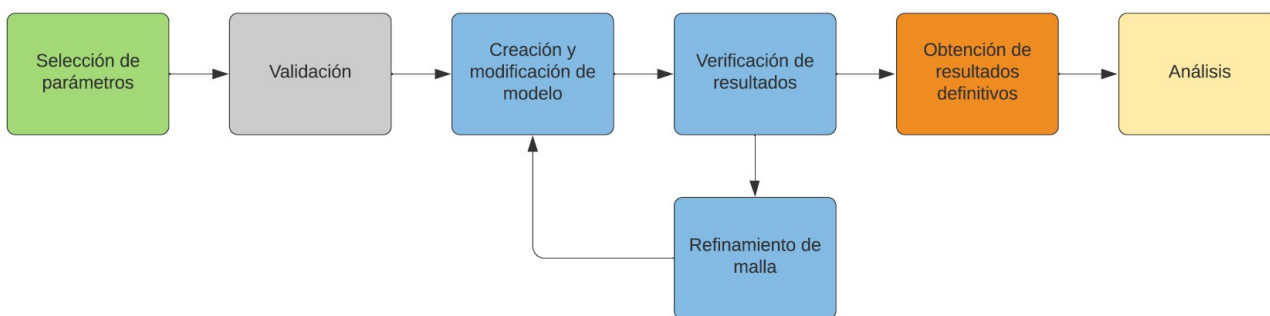 Selección de
parámetros
Validación
Creación y
modificación de
modelo
Verificación de
resultados
Obtención de
resultados
definitivos
Análisis
Refinamiento de
malla